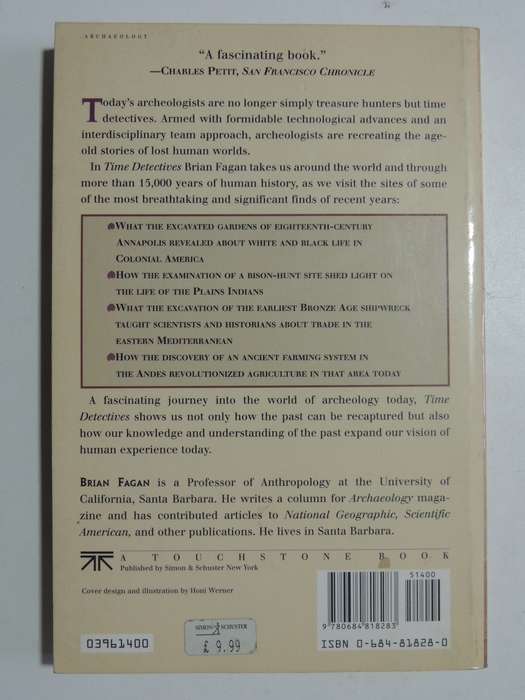 ARCHAEOLOGY
“A fascinating book.”
—CHARLES PETIT, SAN FRANCISCO CHRONICLE
Today's archeologists are no longer simply treasure hunters but time
detectives. Armed with formidable technological advances and an
interdisciplinary team approach, archeologists are recreating the age-
old stories of lost human worlds.
In Time Detectives Brian Fagan takes us around the world and through
more than 15,000 years of human history, as we visit the sites of some
of the most breathtaking and significant finds of recent years:
WHAT THE EXCAVATED GARDENS OF EIGHTEENTH-CENTURY
ANNAPOLIS REVEALED ABOUT WHITE AND BLACK LIFE IN
COLONIAL AMERICA
HOW THE EXAMINATION OF A BISON-HUNT SITE SHED LIGHT ON
THE LIFE OF THE PLAINS INDIANS
WHAT THE EXCAVATION OF THE EARLIEST BRONZE AGE SHIPWRECK
TAUGHT SCIENTISTS AND HISTORIANS ABOUT TRADE IN THE
EASTERN MEDITERRANEAN
HOW THE DISCOVERY OF AN ANCIENT FARMING SYSTEM IN
THE ANDES REVOLUTIONIZED AGRICULTURE IN THAT AREA TODAY
A fascinating journey into the world of archeology today, Time
Detectives shows us not only how the past can be recaptured but also
how our knowledge and understanding of the past expand our vision of
human experience today.
BRIAN FAGAN is a Professor of Anthropology at the University of
California, Santa Barbara. He writes a column for Archaeology maga-
zine and has contributed articles to National Geographic, Scientific
American, and other publications. He lives in Santa Barbara.
A TOUCHSTONE BOOK
Published by Simon & Schuster New York
Cover design and illustration by Honi Werner
51400
9 780684 818283
03961400
SIMON & SCHUSTER
£ 9.99
ISBN 0-684-81828-0